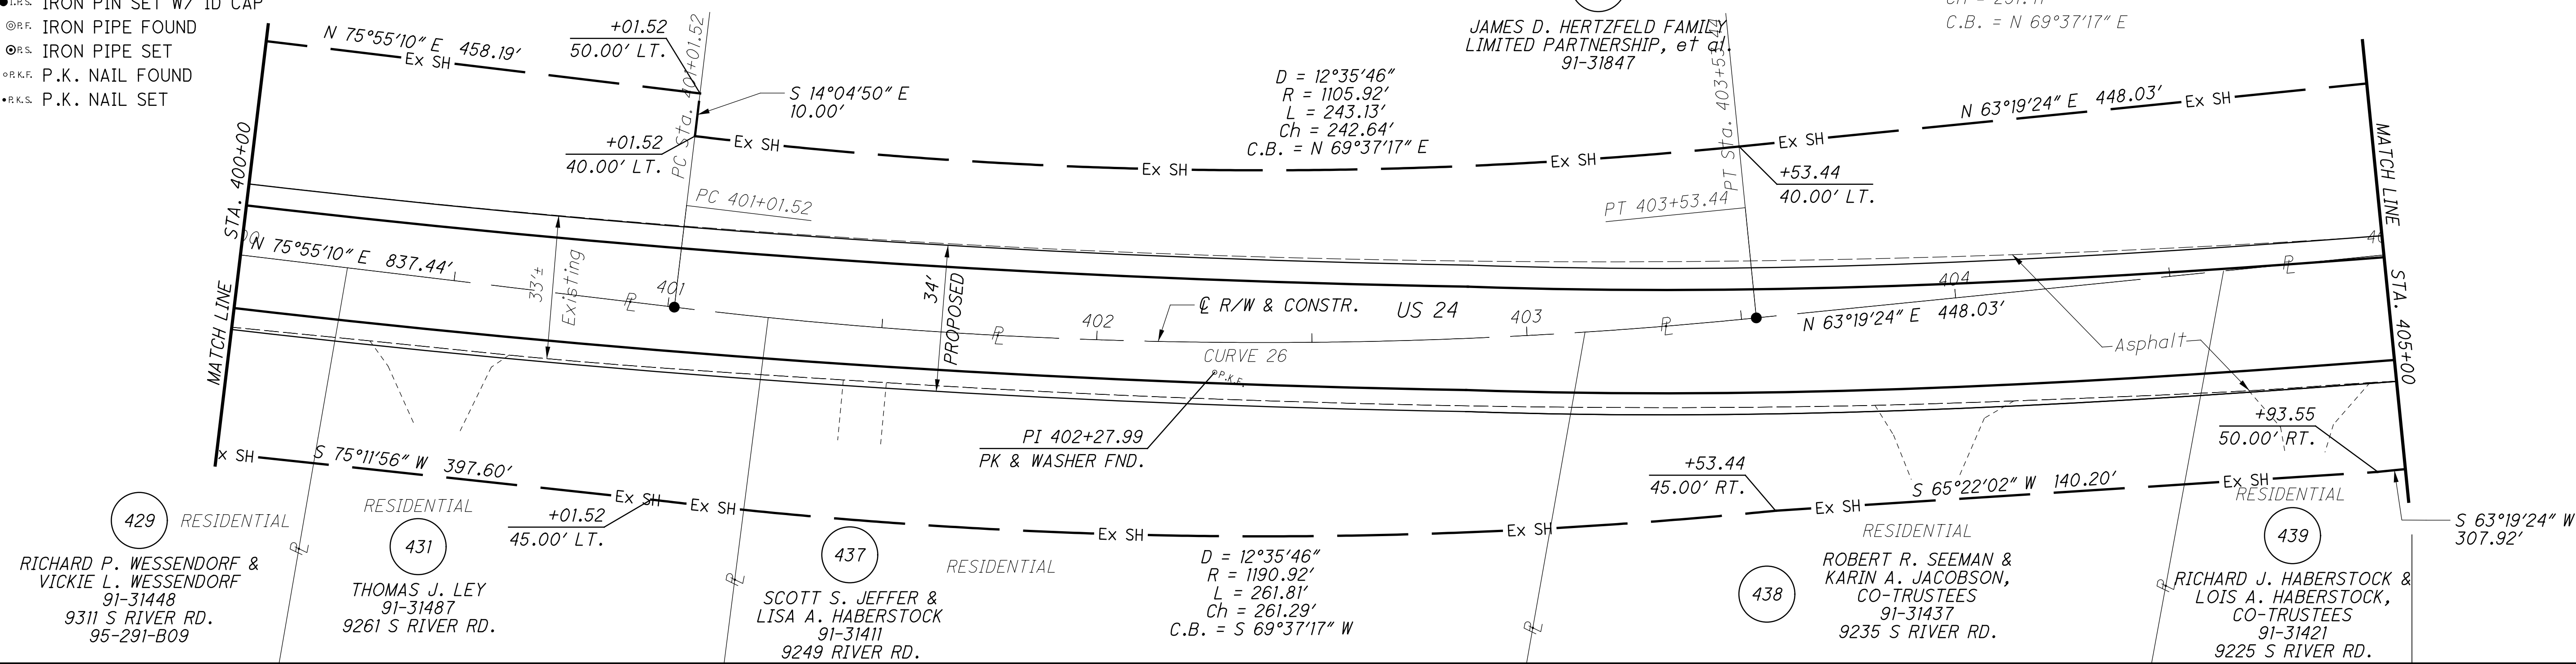 I.P.S. IRON PIN SET W/ ID CAP
P.F. IRON PIPE FOUND
P.S. IRON PIPE SET
P.K.F. P.K. NAIL FOUND
P.K.S. P.K. NAIL SET
N 75°55'10" E 458.19'
Ex SH
+01.52
50.00' LT.
PC Sta. 401+01.52
S 14°04'50" E
10.00'
+01.52
40.00' LT.
Ex SH
PC 401+01.52
D = 12°35'46"
R = 1105.92'
L = 243.13'
Ch = 242.64'
C.B. = N 69°37'17" E
Ex SH
JAMES D. HERTZFELD FAMILY
LIMITED PARTNERSHIP, et al.
91-31847
C.B. = N 69°37'17" E
PT Sta. 403+53.44
Ex SH
Ex SH
N 63°19'24" E 448.03'
Ex SH
+53.44
40.00' LT.
PT 403+53.44
MATCH LINE STA. 400+00
MATCH LINE STA. 405+00
N 75°55'10" E 837.44'
33'±
Existing
34'
PROPOSED
PL
401
PL
402
℄ R/W & CONSTR.
US 24
403
PL
404
PL
N 63°19'24" E 448.03'
Asphalt
CURVE 26
P.K.F.
PI 402+27.99
PK & WASHER FND.
x SH
S 75°11'56" W 397.60'
Ex SH
Ex SH
+01.52
45.00' LT.
Ex SH
Ex SH
+53.44
45.00' RT.
Ex SH
S 65°22'02" W 140.20'
Ex SH
+93.55
50.00' RT.
S 63°19'24" W
307.92'
D = 12°35'46"
R = 1190.92'
L = 261.81'
Ch = 261.29'
C.B. = S 69°37'17" W
429
RESIDENTIAL
RICHARD P. WESSENDORF &
VICKIE L. WESSENDORF
91-31448
9311 S RIVER RD.
95-291-B09
PL
RESIDENTIAL
431
THOMAS J. LEY
91-31487
9261 S RIVER RD.
PL
437
RESIDENTIAL
SCOTT S. JEFFER &
LISA A. HABERSTOCK
91-31411
9249 RIVER RD.
PL
RESIDENTIAL
438
ROBERT R. SEEMAN &
KARIN A. JACOBSON,
CO-TRUSTEES
91-31437
9235 S RIVER RD.
PL
RESIDENTIAL
439
RICHARD J. HABERSTOCK &
LOIS A. HABERSTOCK,
CO-TRUSTEES
91-31421
9225 S RIVER RD.